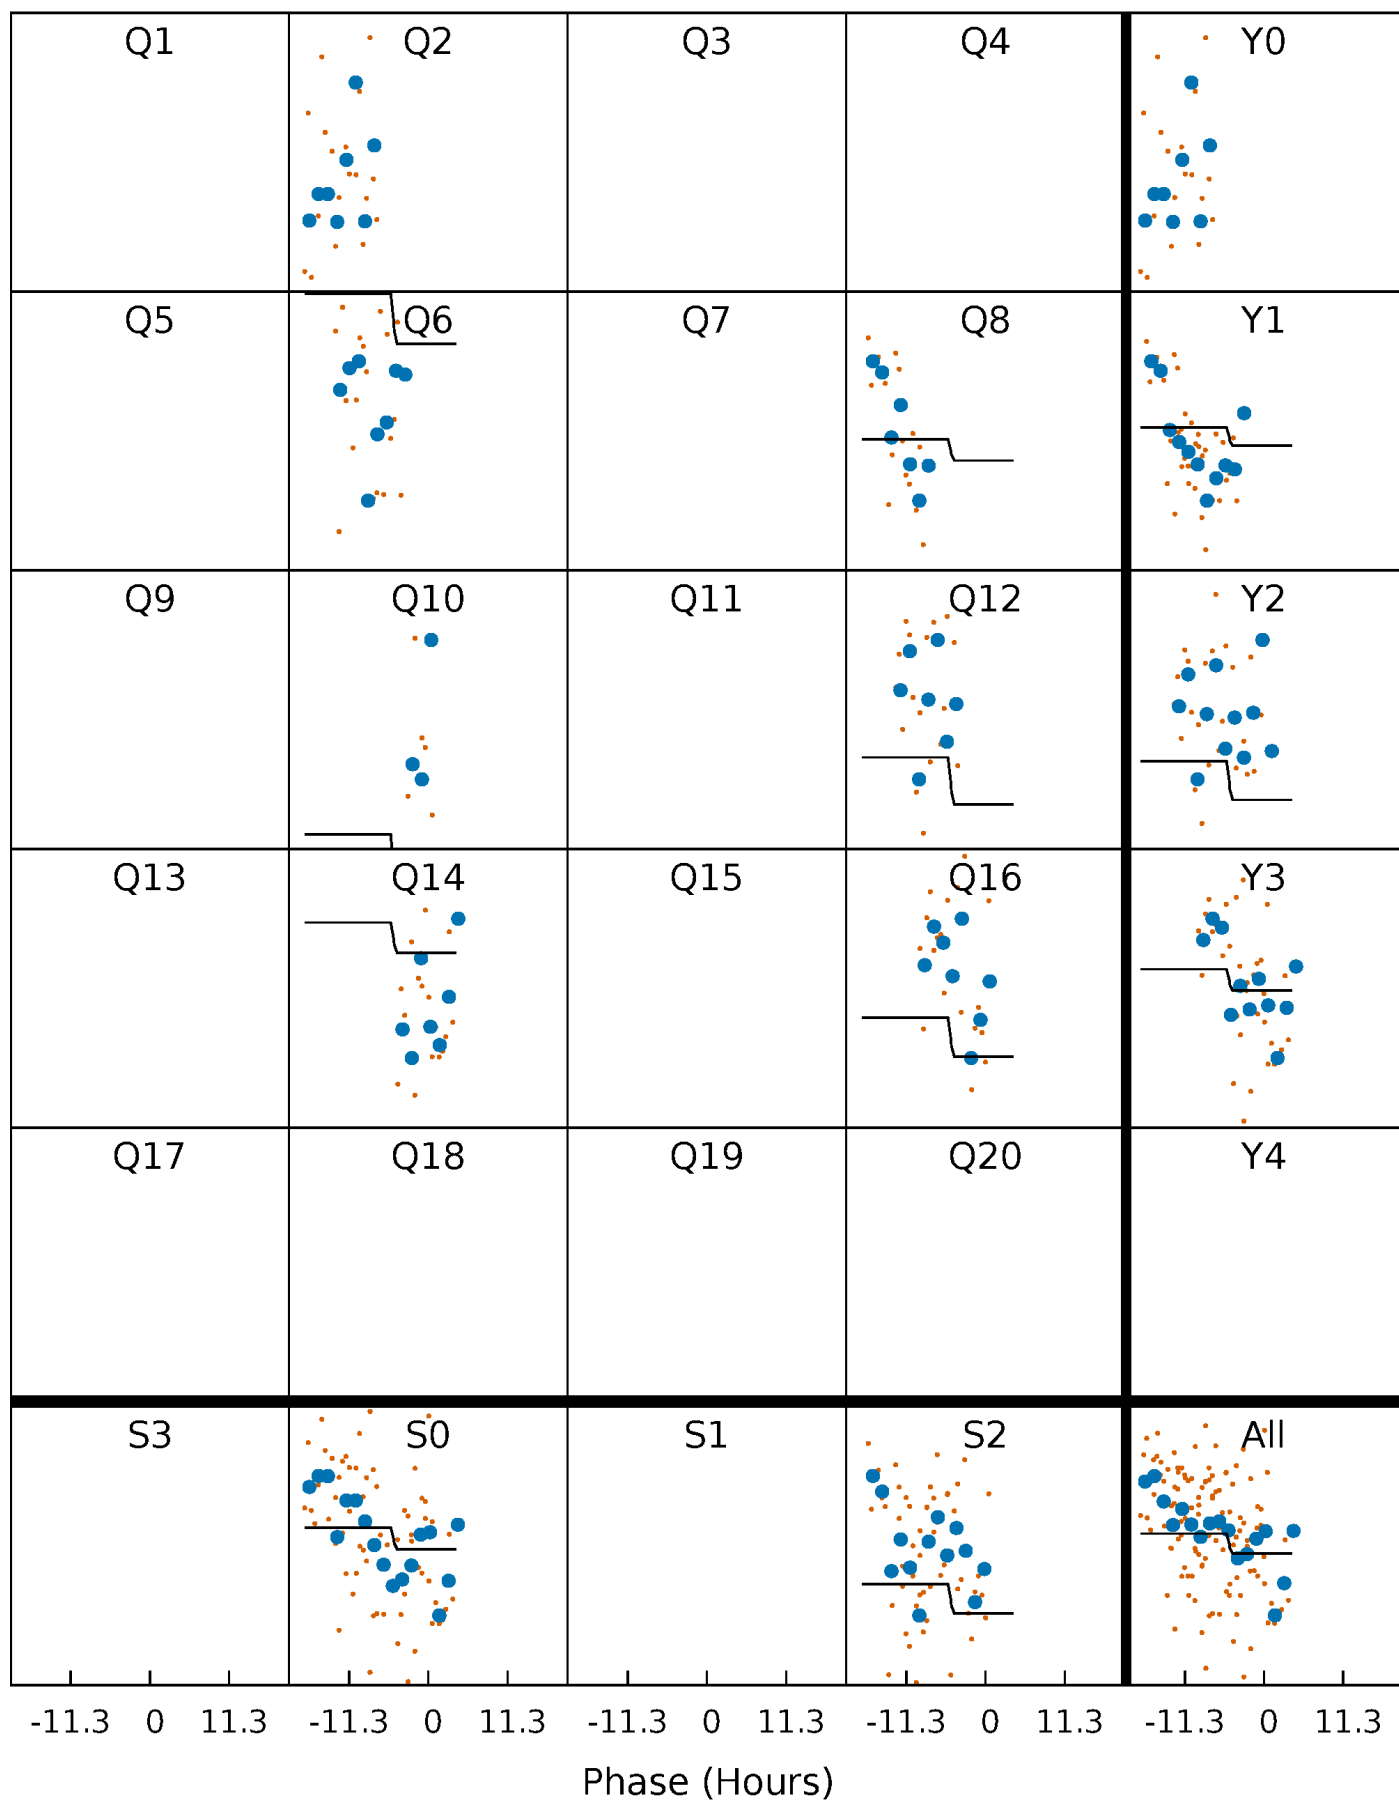 Q1 Q2 Q3 Q4 Y0
Q5 Q6 Q7 Q8 Y1
Q9 Q10 Q11 Q12 Y2
Q13 Q14 Q15 Q16 Y3
Q17 Q18 Q19 Q20 Y4
S3 S0 S1 S2 All
-11.3 0 11.3 -11.3 0 11.3 -11.3 0 11.3 -11.3 0 11.3 -11.3 0 11.3
Phase (Hours)